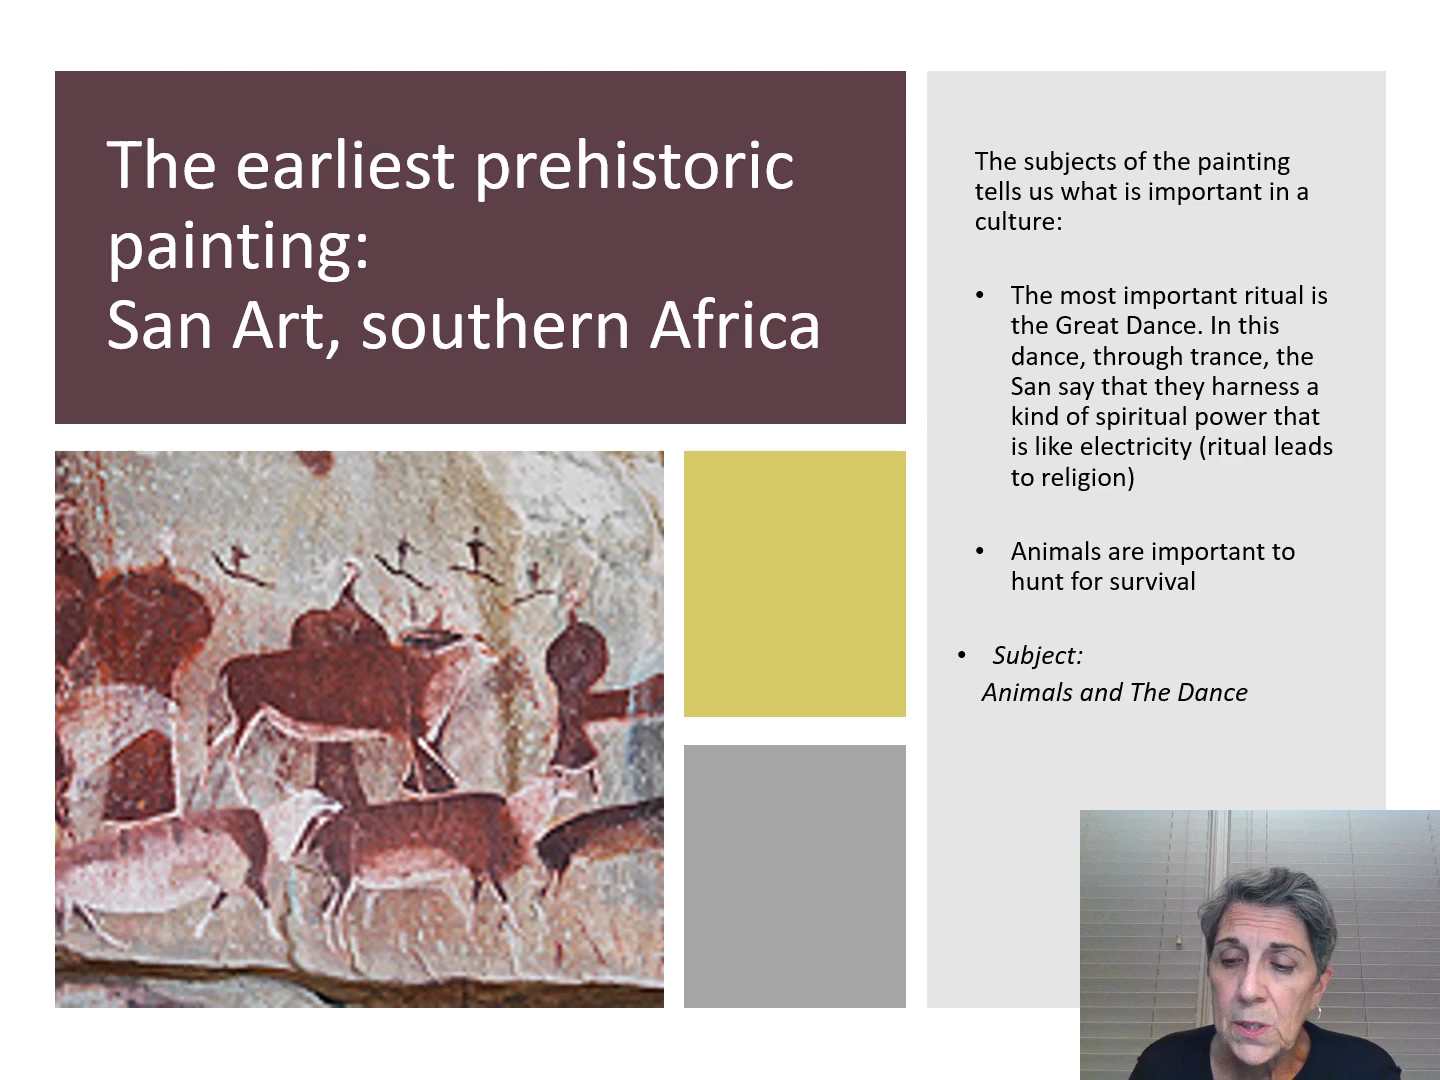 The earliest prehistoric
painting:
San Art, southern Africa
The subjects of the painting
tells us what is important in a
culture:
• The most important ritual is
the Great Dance. In this
dance, through trance, the
San say that they harness a
kind of spiritual power that
is like electricity (ritual leads
to religion)
• Animals are important to
hunt for survival
• Subject:
Animals and The Dance